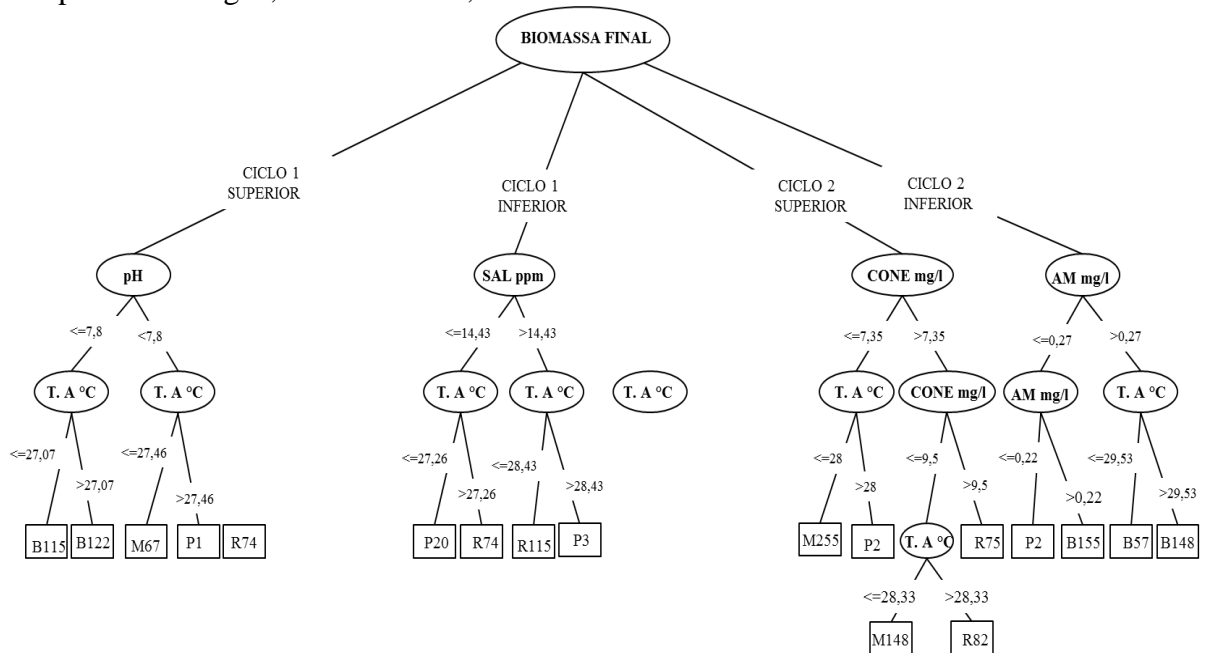 BIOMASSA FINAL
CICLO 1
SUPERIOR
CICLO 1
INFERIOR
CICLO 2
SUPERIOR
CICLO 2
INFERIOR
pH
SAL ppm
CONE mg/l
AM mg/l
<=7,8
<7,8
<=14,43
>14,43
<=7,35
>7,35
<=0,27
>0,27
T. A °C
T. A °C
T. A °C
T. A °C
T. A °C
T. A °C
CONE mg/l
AM mg/l
T. A °C
<=27,07
>27,07
<=27,46
>27,46
<=27,26
>27,26
<=28,43
>28,43
<=28
>28
<=9,5
>9,5
<=0,22
>0,22
<=29,53
>29,53
B115
B122
M67
P1
R74
P20
R74
R115
P3
M255
P2
T. A °C
R75
P2
B155
B57
B148
<=28,33
>28,33
M148
R82